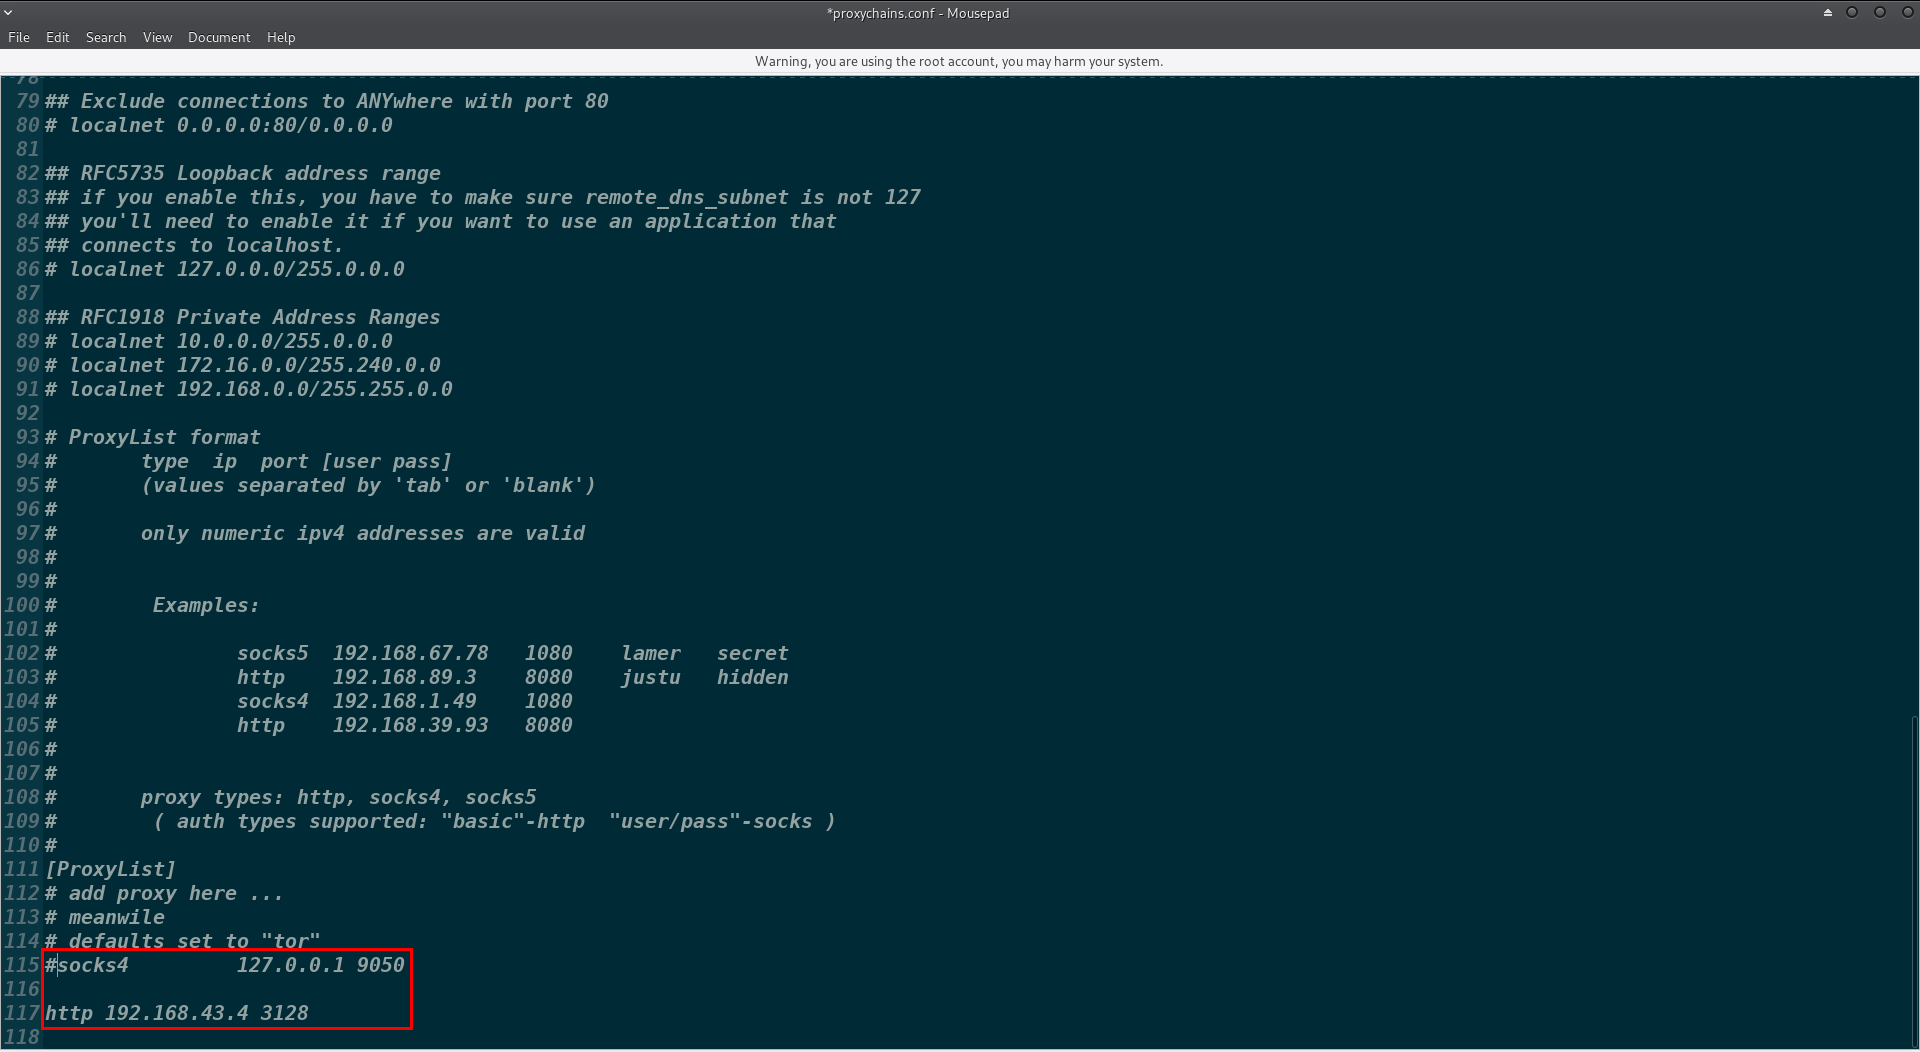 *proxychains.conf - Mousepad
File Edit Search View Document Help
Warning, you are using the root account, you may harm your system.
78
79 ## Exclude connections to ANYwhere with port 80
80 # localnet 0.0.0.0:80/0.0.0.0
81
82 ## RFC5735 Loopback address range
83 ## if you enable this, you have to make sure remote_dns_subnet is not 127
84 ## you'll need to enable it if you want to use an application that
85 ## connects to localhost.
86 # localnet 127.0.0.0/255.0.0.0
87
88 ## RFC1918 Private Address Ranges
89 # localnet 10.0.0.0/255.0.0.0
90 # localnet 172.16.0.0/255.240.0.0
91 # localnet 192.168.0.0/255.255.0.0
92
93 # ProxyList format
94 # type ip port [user pass]
95 # (values separated by 'tab' or 'blank')
96 #
97 # only numeric ipv4 addresses are valid
98 #
99 #
100 # Examples:
101 #
102 # socks5 192.168.67.78 1080 lamer secret
103 # http 192.168.89.3 8080 justu hidden
104 # socks4 192.168.1.49 1080
105 # http 192.168.39.93 8080
106 #
107 #
108 # proxy types: http, socks4, socks5
109 # ( auth types supported: "basic"-http "user/pass"-socks )
110 #
111 [ProxyList]
112 # add proxy here ...
113 # meanwile
114 # defaults set to "tor"
115 #socks4 127.0.0.1 9050
116
117 http 192.168.43.4 3128
118